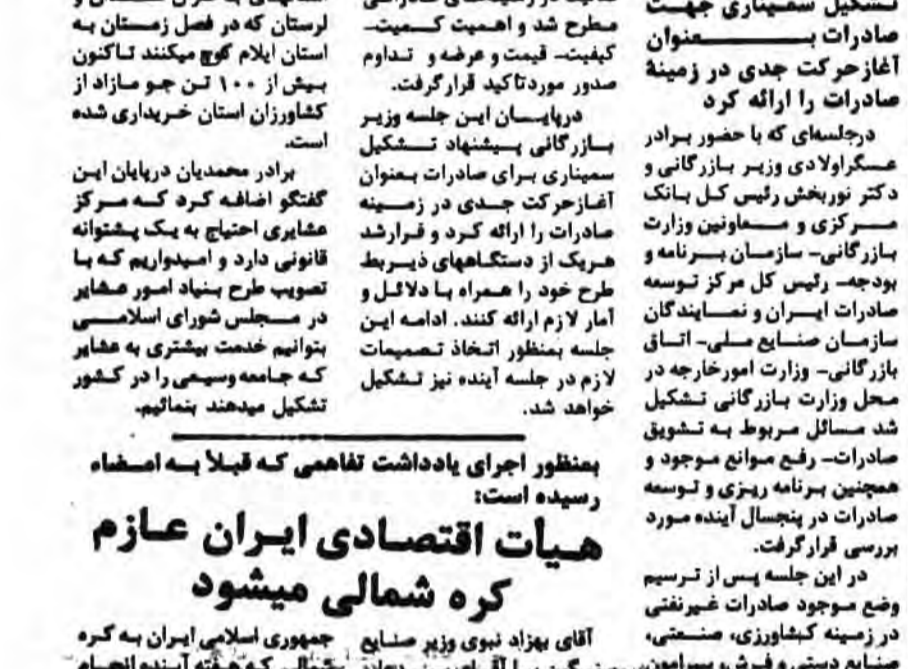 تشکیل سمیناری جهت
صادرات بعنوان
آغاز حرکت جدی در زمینهٔ
صادرات را ارائه کرد
درجلسه‌ای که با حضور برادر
عسگراولادی وزیر بازرگانی و
دکتر نوربخش رئیس کل بانک
مرکزی و معاونین وزارت
بازرگانی- سازمان برنامه و
بودجه- رئیس کل مرکز توسعه
صادرات ایران و نمایندگان
سازمان صنایع ملی- اتاق
بازرگانی- وزارت امورخارجه در
محل وزارت بازرگانی تشکیل
شد مسائل مربوط به تشویق
صادرات- رفع موانع موجود و
همچنین برنامه ریزی و توسعه
صادرات در پنجسال آینده مورد
بررسی قرارگرفت.
در این جلسه پس از ترسیم
وضع موجود صادرات غیرنفتی
در زمینه کشاورزی، صنعتی،
صنایع دستی و فرش، پیرامون
مطرح شد و اهمیت کمیت-
کیفیت- قیمت و عرضه و تداوم
صدور موردتاکید قرارگرفت.
درپایان این جلسه وزیر
بازرگانی پیشنهاد تشکیل
سمیناری برای صادرات بعنوان
آغازحرکت جدی در زمینه
صادرات را ارائه کرد و قرارشد
هریک از دستگاههای ذیربط
طرح خود را همراه با دلائل و
آمار لازم ارائه کنند. ادامه این
جلسه بمنظور اتخاذ تصمیمات
لازم در جلسه آینده نیز تشکیل
خواهد شد.
لرستان که در فصل زمستان به
استان ایلام کوچ میکنند تاکنون
بیش از ۱۰۰ تن جو مازاد از
کشاورزان استان خریداری شده
است.
برادر محمدیان درپایان این
گفتگو اضافه کرد که مرکز
عشایری احتیاج به یک پشتوانه
قانونی دارد و امیدواریم که با
تصویب طرح بنیاد امور عشایر
در مجلس شورای اسلامی
بتوانیم خدمت بیشتری به عشایر
که جامعه وسیعی را در کشور
تشکیل میدهند بنمائیم.
بمنظور اجرای یادداشت تفاهمی که قبلاً به امضاء
رسیده است:
هیأت اقتصادی ایران عازم
کره شمالی میشود
آقای بهزاد نبوی وزیر صنایع
جمهوری اسلامی ایران به کره